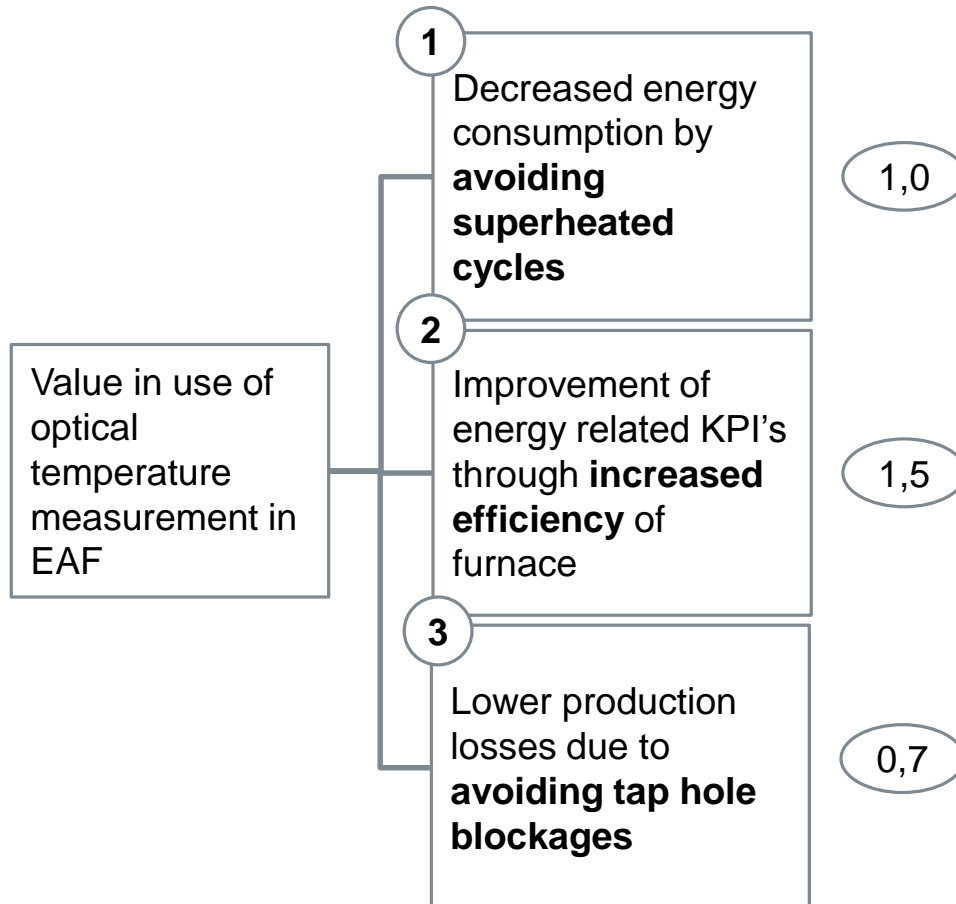 Value in use of
optical
temperature
measurement in
EAF
1
Decreased energy
consumption by
avoiding
superheated
cycles
1,0
2
Improvement of
energy related KPI's
through increased
efficiency of
furnace
1,5
3
Lower production
losses due to
avoiding tap hole
blockages
0,7